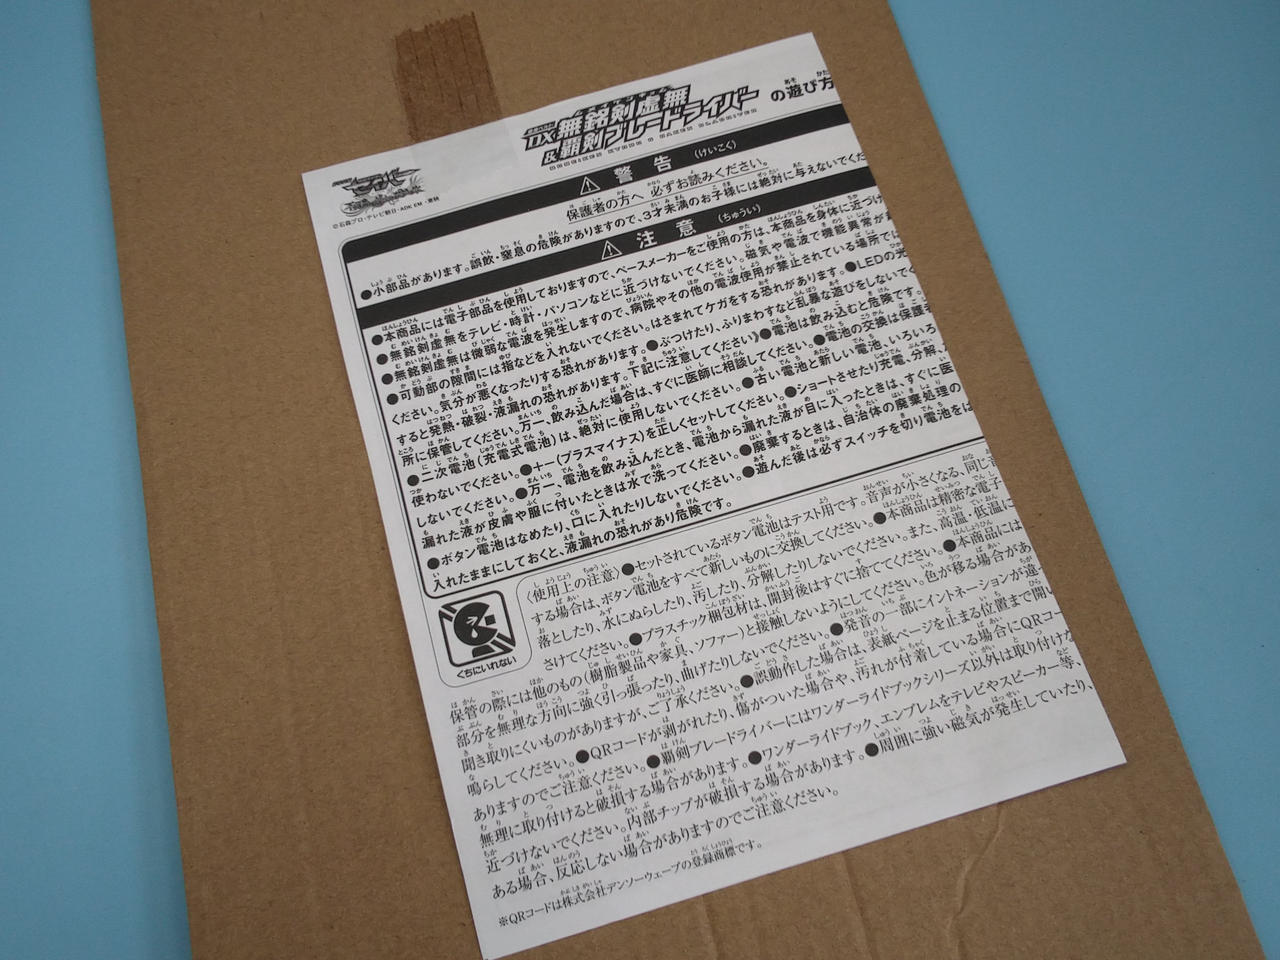 DX無銘剣虚無
&覇剣ブレードライバー の遊び方
©石森プロ・テレビ朝日・ADK EM・東映
警告（けいこく）
保護者の方へ 必ずお読みください。
●小部品があります。誤飲・窒息の危険がありますので、3才未満のお子様には絶対に与えないでくだ
注意（ちゅうい）
●本商品には電子部品を使用しておりますので、ペースメーカーをご使用の方は、本商品を身体に近づけ
●無銘剣虚無をテレビ・時計・パソコンなどに近づけないでください。磁気や電波で機能異常が
●無銘剣虚無は微弱な電波を発生しますので、病院やその他の電波使用が禁止されている場所では
●可動部の隙間には指などを入れないでください。はさまれてケガをする恐れがあります。●LEDの光
ください。気分が悪くなったりする恐れがあります。●ぶつけたり、ふりまわすなど乱暴な遊びをしないで
すると発熱・破裂・液漏れの恐れがあります。下記に注意してください》●電池は飲み込むと危険です。
所に保管してください。万一、飲み込んだ場合は、すぐに医師に相談してください。●電池の交換は保護者
●二次電池（充電式電池）は、絶対に使用しないでください。●古い電池と新しい電池、いろいろ
使わないでください。●＋－（プラスマイナス）を正しくセットしてください。●ショートさせたり充電、分解、
しないでください。●万一、電池を飲み込んだとき、電池から漏れた液が目に入ったときは、すぐに医
漏れた液が皮膚や服に付いたときは水で洗ってください。●廃棄するときは、自治体の廃棄処理の
●ボタン電池はなめたり、口に入れたりしないでください。●遊んだ後は必ずスイッチを切り電池をは
入れたままにしておくと、液漏れの恐れがあり危険です。
くちにいれない
〈使用上の注意〉●セットされているボタン電池はテスト用です。音声が小さくなる、同じ音
する場合は、ボタン電池をすべて新しいものに交換してください。●本商品は精密な電子
落としたり、水にぬらしたり、汚したり、分解したりしないでください。また、高温、低温に
さけてください。●プラスチック梱包材は、開封後はすぐに捨ててください。●本商品には
保管の際には他のもの（樹脂製品や家具、ソファー）と接触しないようにしてください。色が移る場合があ
部分を無理な方向に強く引っ張ったり、曲げたりしないでください。●発音の一部にイントネーションが違
聞き取りにくいものがありますが、ご了承ください。●誤動作した場合は、表紙ページを止まる位置まで開い
鳴らしてください。●QRコードが剥がれたり、傷がついた場合や、汚れが付着している場合にQRコー
ありますのでご注意ください。●覇剣ブレードライバーにはワンダーライドブックシリーズ以外は取り付けな
無理に取り付けると破損する場合があります。●ワンダーライドブック、エンブレムをテレビやスピーカー等、
近づけないでください。内部チップが破損する場合があります。●周囲に強い磁気が発生していたり、
ある場合、反応しない場合がありますのでご注意ください。
※QRコードは株式会社デンソーウェーブの登録商標です。